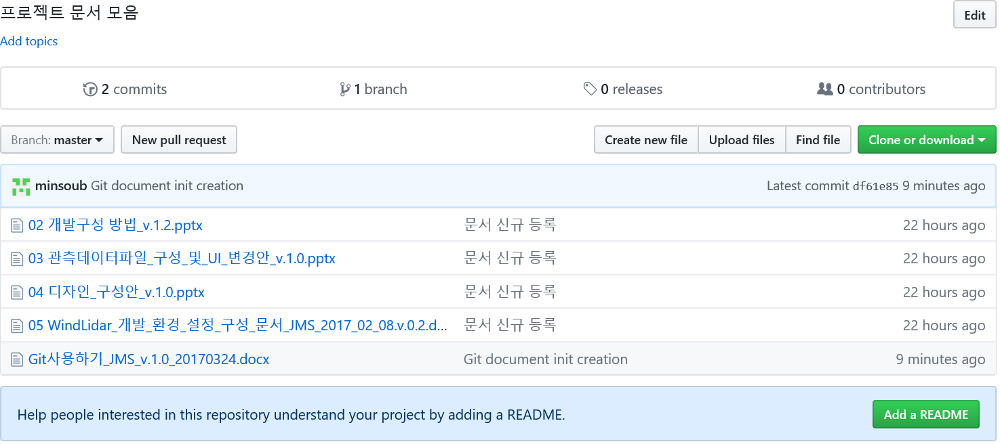 프로젝트 문서 모음
Edit
Add topics
2 commits
1 branch
0 releases
0 contributors
Branch: master
New pull request
Create new file
Upload files
Find file
Clone or download
minsoub Git document init creation
Latest commit df61e85 9 minutes ago
02 개발구성 방법_v.1.2.pptx
문서 신규 등록
22 hours ago
03 관측데이터파일_구성_및_UI_변경안_v.1.0.pptx
문서 신규 등록
22 hours ago
04 디자인_구성안_v.1.0.pptx
문서 신규 등록
22 hours ago
05 WindLidar_개발_환경_설정_구성_문서_JMS_2017_02_08.v.0.2.d...
문서 신규 등록
22 hours ago
Git사용하기_JMS_v.1.0_20170324.docx
Git document init creation
9 minutes ago
Help people interested in this repository understand your project by adding a README.
Add a README